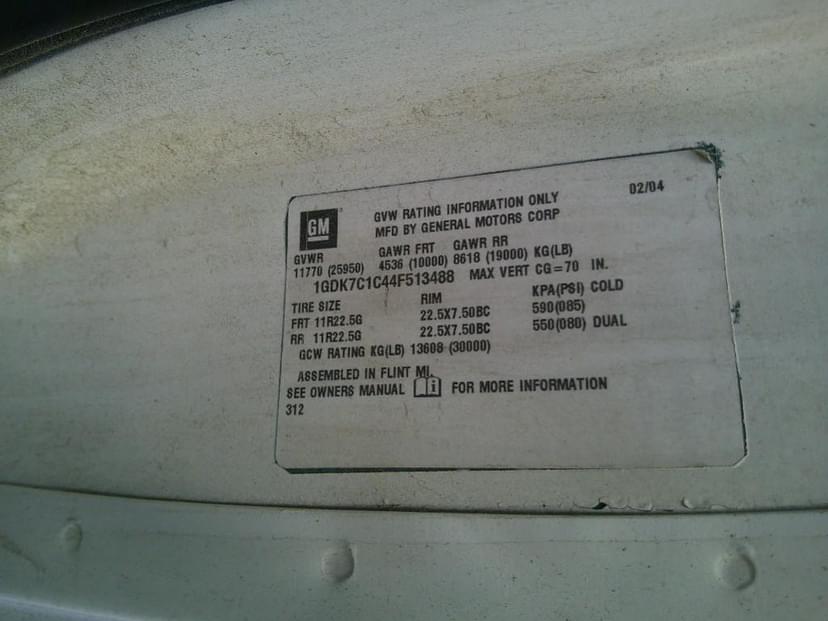 GM
GVW RATING INFORMATION ONLY 02/04
MFD BY GENERAL MOTORS CORP
GVWR GAWR FRT GAWR RR
11770 (25950) 4536 (10000) 8618 (19000) KG(LB)
1GDK7C1C44F513488 MAX VERT CG=70 IN.
TIRE SIZE RIM KPA(PSI) COLD
FRT 11R22.5G 22.5X7.50BC 590(085)
RR 11R22.5G 22.5X7.50BC 550(080) DUAL
GCW RATING KG(LB) 13608 (30000)
ASSEMBLED IN FLINT MI.
SEE OWNERS MANUAL i FOR MORE INFORMATION
312